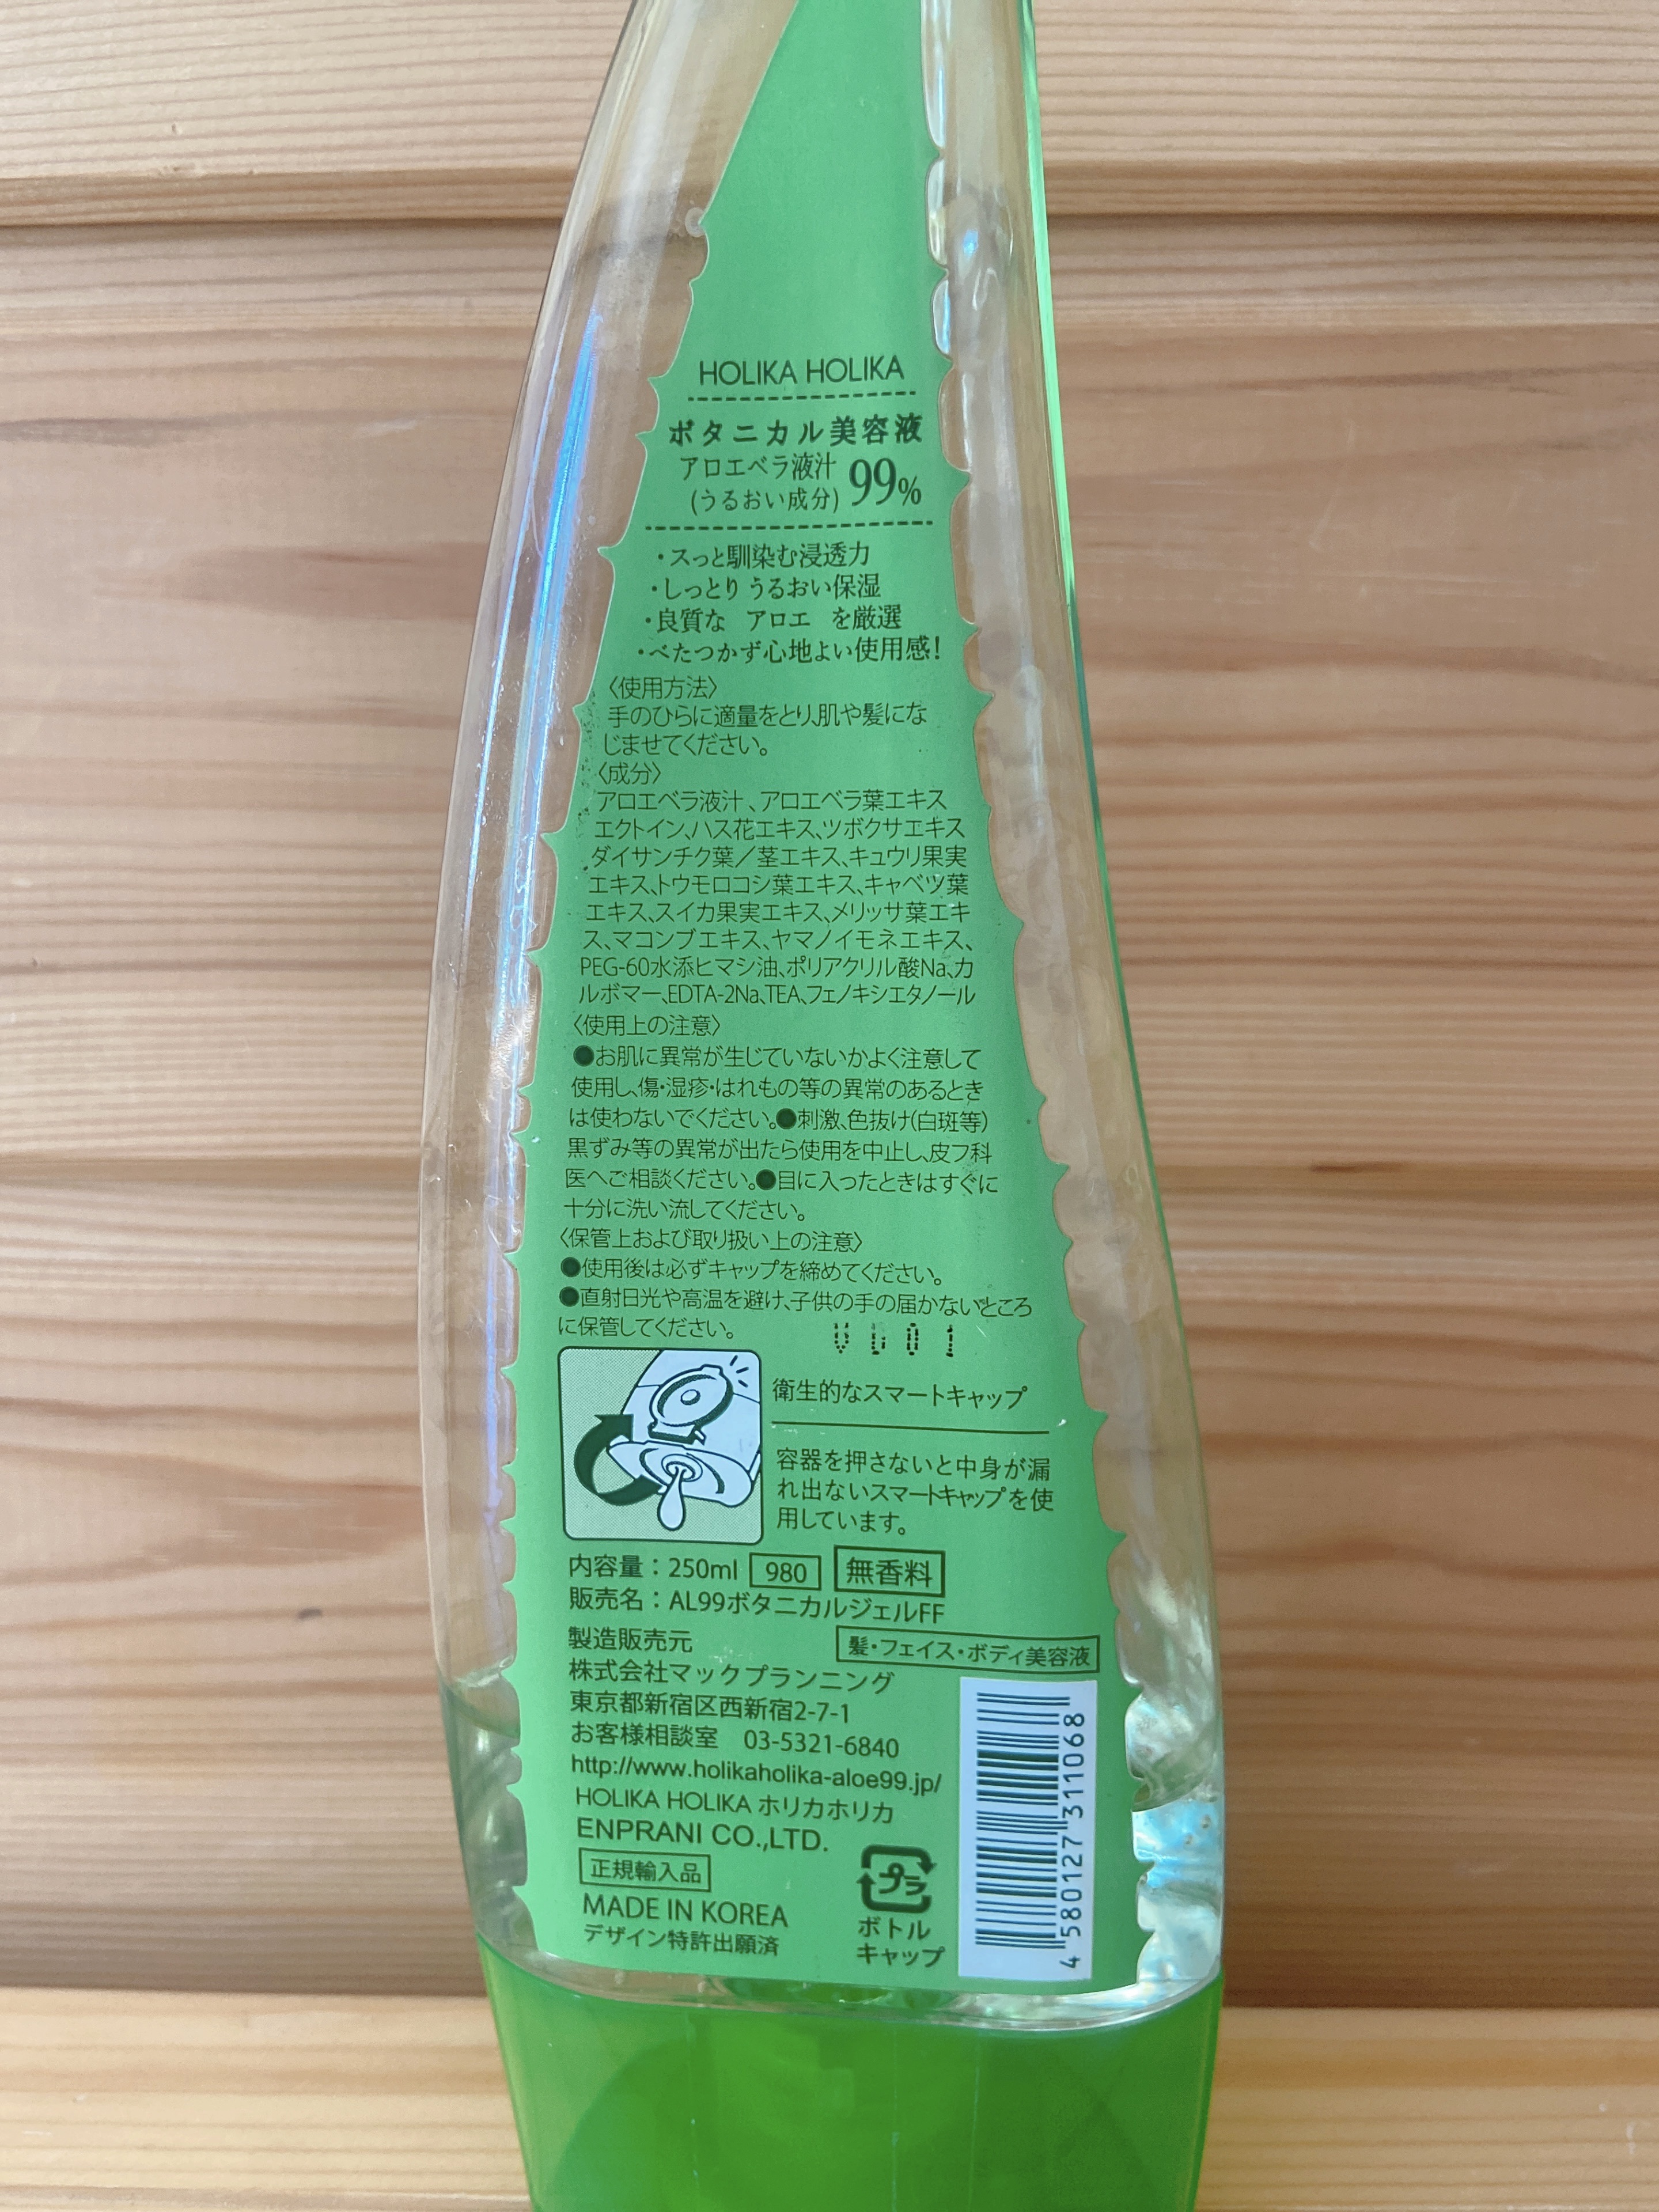 HOLIKA HOLIKA
ボタニカル美容液
アロエベラ液汁
(うるおい成分) 99%
・スっと馴染む浸透力
・しっとり うるおい保湿
・良質な アロエ を厳選
・べたつかず心地よい使用感!
〈使用方法〉
手のひらに適量をとり、肌や髪にな
じませてください。
〈成分〉
アロエベラ液汁、アロエベラ葉エキス
エクトイン、ハス花エキス、ツボクサエキス
ダイサンチク葉／茎エキス、キュウリ果実
エキス、トウモロコシ葉エキス、キャベツ葉
エキス、スイカ果実エキス、メリッサ葉エキ
ス、マコンブエキス、ヤマノイモネエキス、
PEG-60水添ヒマシ油、ポリアクリル酸Na、カ
ルボマー、EDTA-2Na、TEA、フェノキシエタノール
〈使用上の注意〉
●お肌に異常が生じていないかよく注意して
使用し、傷・湿疹・はれもの等の異常のあるとき
は使わないでください。●刺激、色抜け(白斑等)
黒ずみ等の異常が出たら使用を中止し、皮フ科
医へご相談ください。●目に入ったときはすぐに
十分に洗い流してください。
〈保管上および取り扱い上の注意〉
●使用後は必ずキャップを締めてください。
●直射日光や高温を避け、子供の手の届かないところ
に保管してください。
衛生的なスマートキャップ
容器を押さないと中身が漏
れ出ないスマートキャップを使
用しています。
内容量：250ml 980 無香料
販売名：AL99ボタニカルジェルFF
製造販売元
髪・フェイス・ボディ美容液
株式会社マックプランニング
東京都新宿区西新宿2-7-1
お客様相談室 03-5321-6840
http://www.holikaholika-aloe99.jp/
HOLIKA HOLIKA ホリカホリカ
ENPRANI CO.,LTD.
正規輸入品
MADE IN KOREA
デザイン特許出願済
プラ
ボトル
キャップ
4 580127 311068